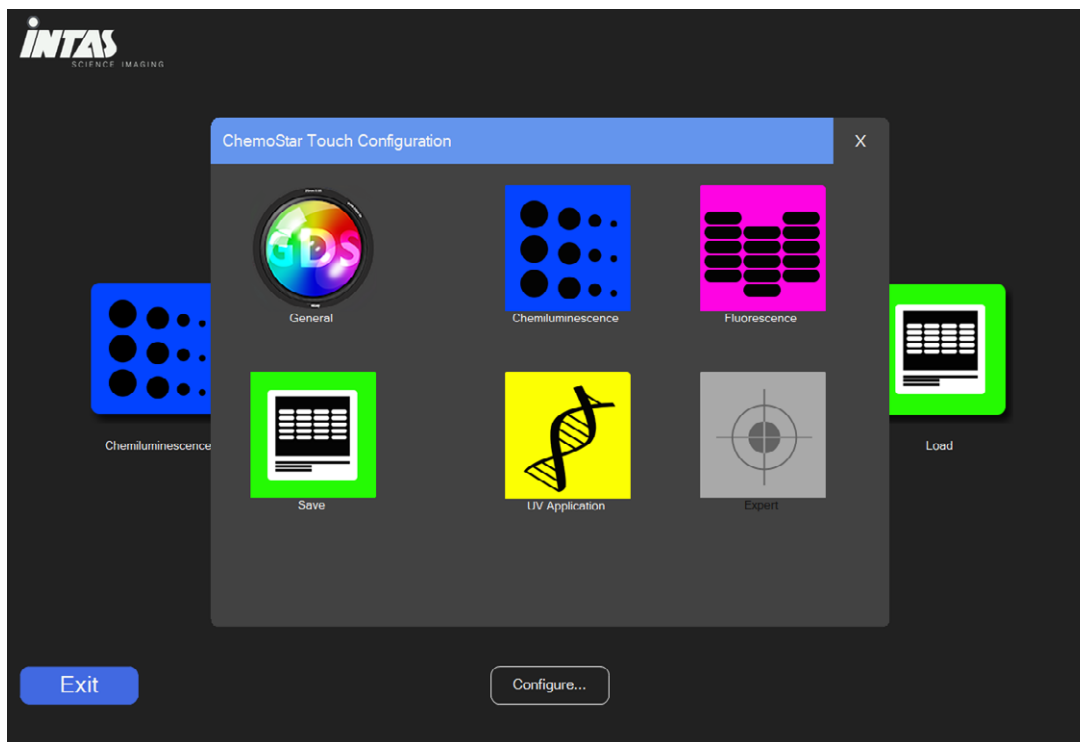 INTAS
SCIENCE IMAGING
ChemoStar Touch Configuration X
GDS
General
Chemiluminescence
Fluorescence
Chemiluminescence
Load
Save
UV Application
Expert
Exit
Configure...